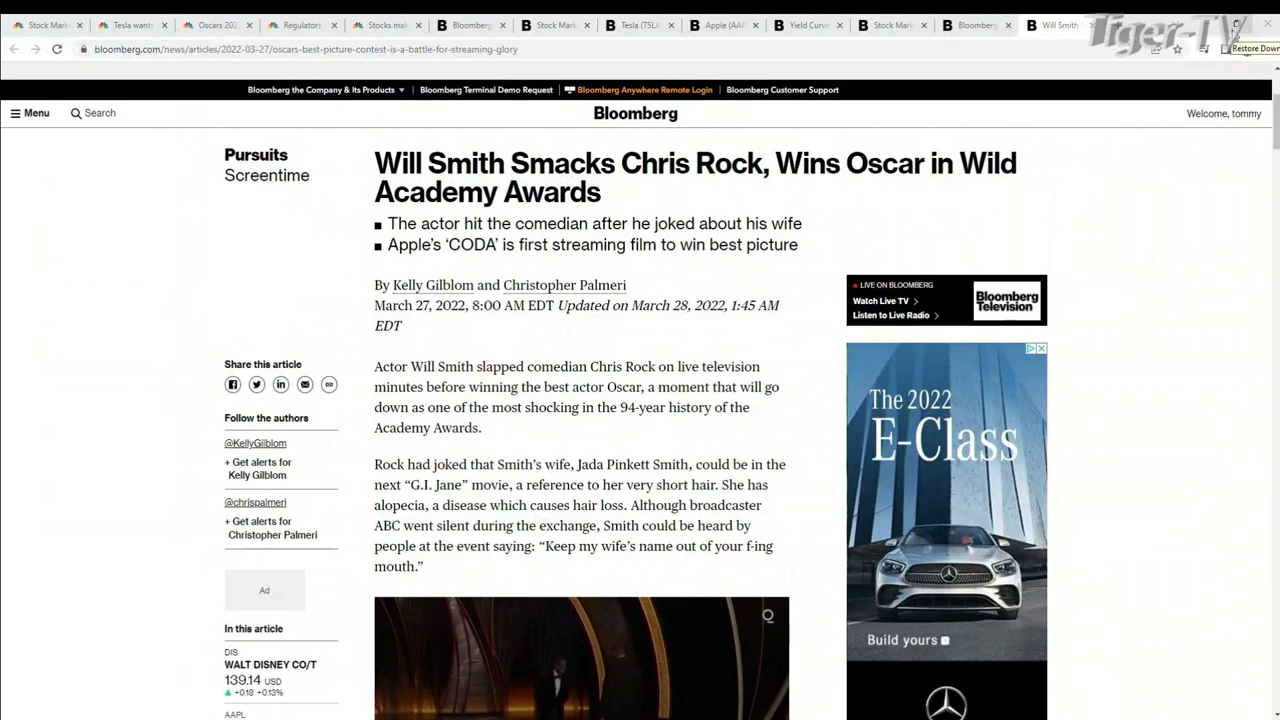 Stock Mark
Tesla wants
Oscars 202
Regulators
Stocks mak
Bloomberg
Stock Mark
Tesla (TSLA
Apple (AAP
Yield Curve
Stock Mark
Bloomberg
Will Smith
Tiger-TV
bloomberg.com/news/articles/2022-03-27/oscars-best-picture-contest-is-a-battle-for-streaming-glory
Restore Down
Bloomberg the Company & Its Products
Bloomberg Terminal Demo Request
Bloomberg Anywhere Remote Login
Bloomberg Customer Support
Menu
Search
Bloomberg
Welcome, tommy
Pursuits
Screentime
Will Smith Smacks Chris Rock, Wins Oscar in Wild
Academy Awards
The actor hit the comedian after he joked about his wife
Apple's ‘CODA’ is first streaming film to win best picture
By Kelly Gilblom and Christopher Palmeri
March 27, 2022, 8:00 AM EDT Updated on March 28, 2022, 1:45 AM
EDT
LIVE ON BLOOMBERG
Watch Live TV
Listen to Live Radio
Bloomberg
Television
Share this article
Follow the authors
@KellyGilblom
+ Get alerts for
Kelly Gilblom
@chrispalmeri
+ Get alerts for
Christopher Palmeri
Ad
In this article
DIS
WALT DISNEY CO/T
139.14 USD
+0.18 +0.13%
AAPL
Actor Will Smith slapped comedian Chris Rock on live television
minutes before winning the best actor Oscar, a moment that will go
down as one of the most shocking in the 94-year history of the
Academy Awards.
Rock had joked that Smith's wife, Jada Pinkett Smith, could be in the
next “G.I. Jane” movie, a reference to her very short hair. She has
alopecia, a disease which causes hair loss. Although broadcaster
ABC went silent during the exchange, Smith could be heard by
people at the event saying: “Keep my wife's name out of your f-ing
mouth.”
The 2022
E-Class
Build yours